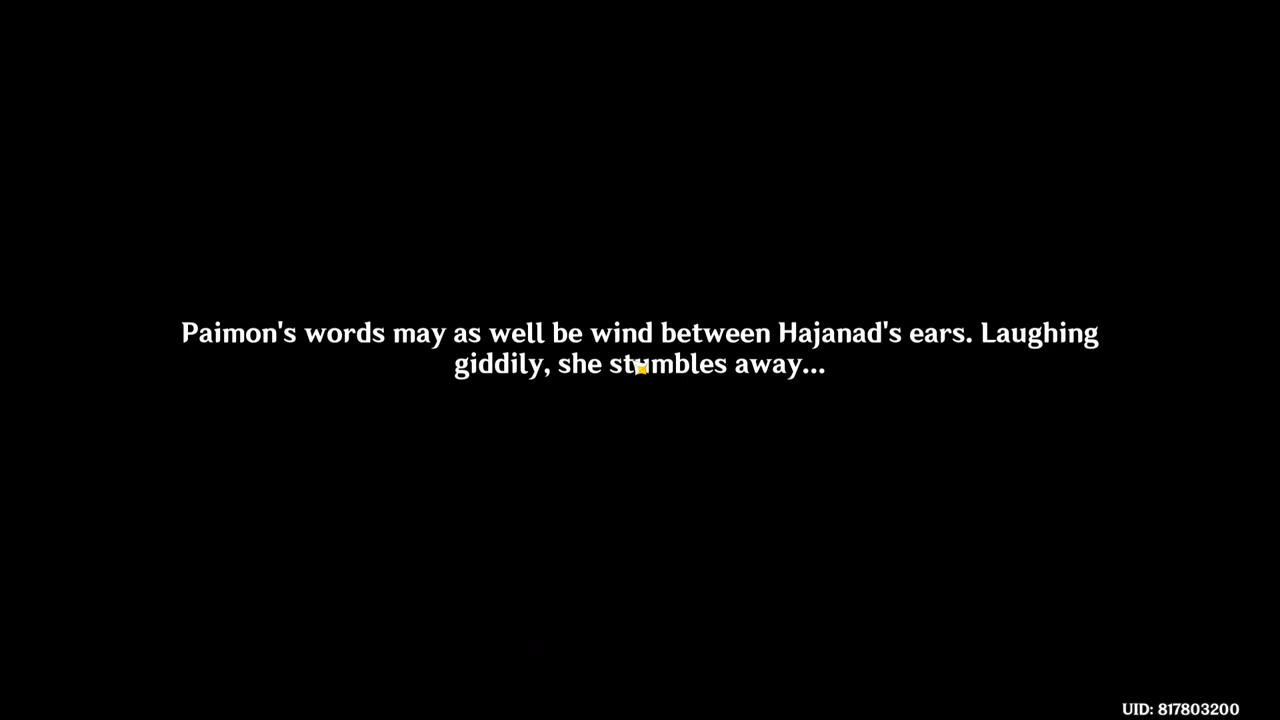 Paimon's words may as well be wind between Hajanad's ears. Laughing
giddily, she stumbles away...
UID: 817803200